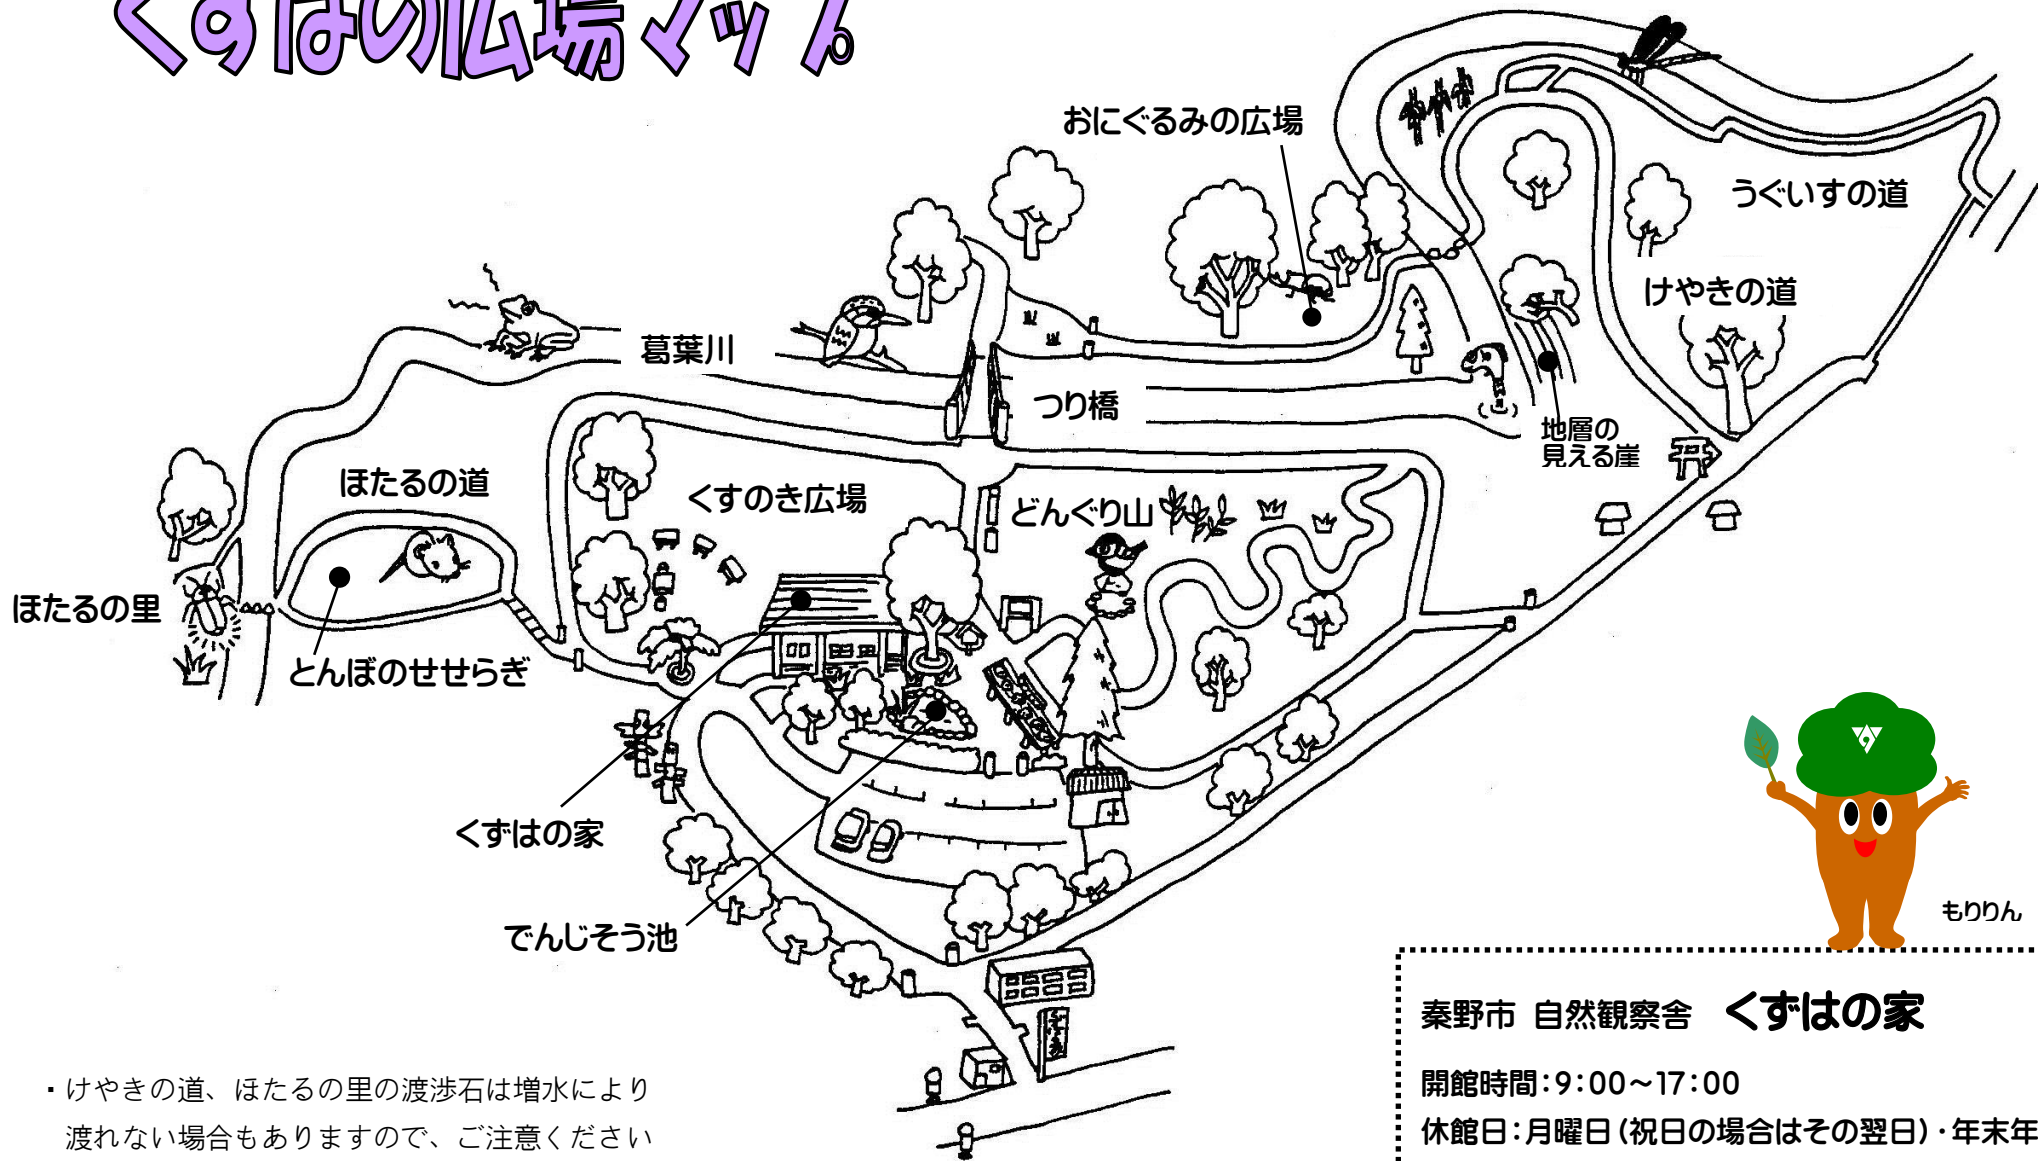 くずはの広場マップ
おにぐるみの広場
うぐいすの道
けやきの道
葛葉川
つり橋
地層の
見える崖
ほたるの道
くすのき広場
どんぐり山
ほたるの里
とんぼのせせらぎ
くずはの家
でんじそう池
もりりん
秦野市 自然観察舎 くずはの家
開館時間:9:00~17:00
休館日:月曜日(祝日の場合はその翌日)・年末年
・けやきの道、ほたるの里の渡渉石は増水により
渡れない場合もありますので、ご注意ください